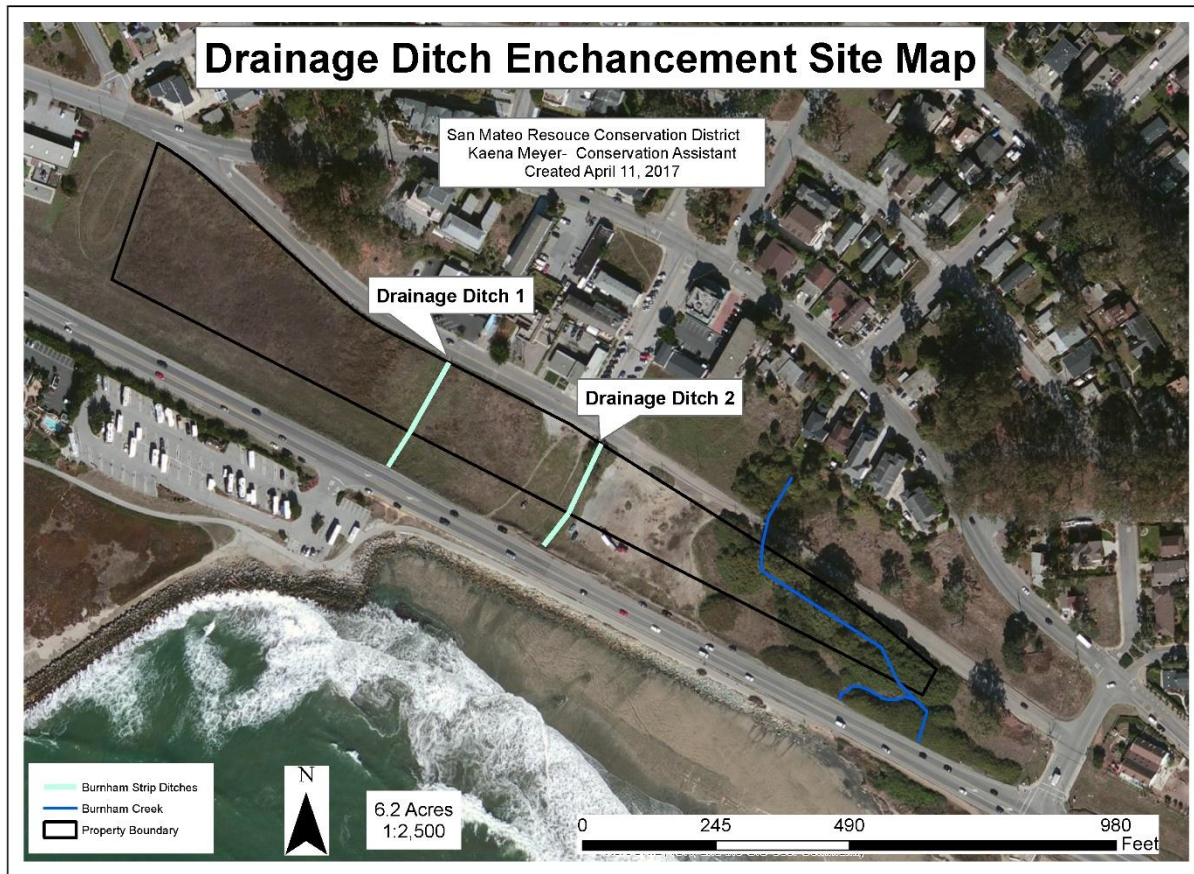 Drainage Ditch Enchancement Site Map
San Mateo Resouce Conservation District
Kaena Meyer- Conservation Assistant
Created April 11, 2017
Drainage Ditch 1
Drainage Ditch 2
Burnham Strip Ditches
Burnham Creek
Property Boundary
N
6.2 Acres
1:2,500
0 245 490 980
Feet